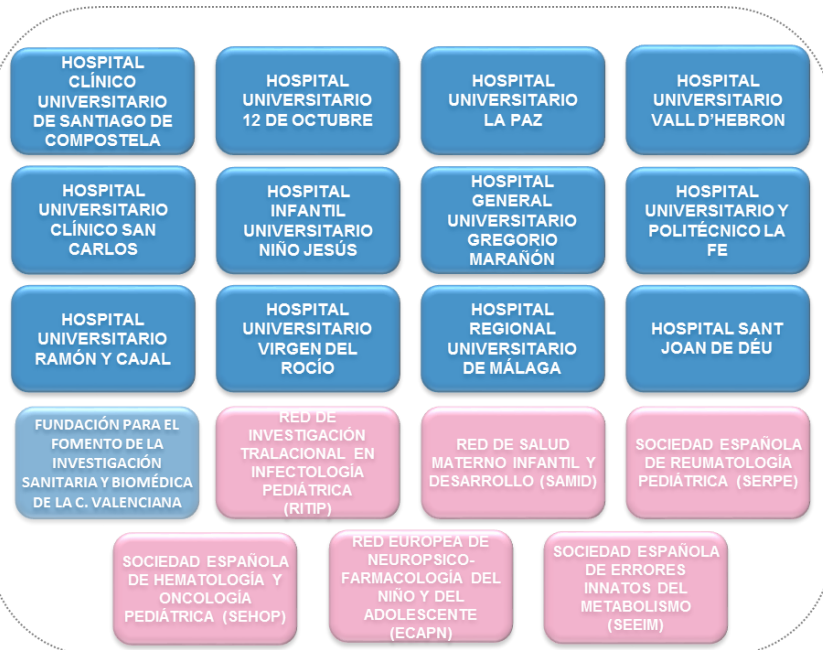 HOSPITAL
CLÍNICO
UNIVERSITARIO
DE SANTIAGO DE
COMPOSTELA
HOSPITAL
UNIVERSITARIO
12 DE OCTUBRE
HOSPITAL
UNIVERSITARIO
LA PAZ
HOSPITAL
UNIVERSITARIO
VALL D’HEBRON
HOSPITAL
UNIVERSITARIO
CLÍNICO SAN
CARLOS
HOSPITAL
INFANTIL
UNIVERSITARIO
NIÑO JESÚS
HOSPITAL
GENERAL
UNIVERSITARIO
GREGORIO
MARAÑÓN
HOSPITAL
UNIVERSITARIO Y
POLITÉCNICO LA
FE
HOSPITAL
UNIVERSITARIO
RAMÓN Y CAJAL
HOSPITAL
UNIVERSITARIO
VIRGEN DEL
ROCÍO
HOSPITAL
REGIONAL
UNIVERSITARIO
DE MÁLAGA
HOSPITAL SANT
JOAN DE DÉU
FUNDACIÓN PARA EL
FOMENTO DE LA
INVESTIGACIÓN
SANITARIA Y BIOMÉDICA
DE LA C. VALENCIANA
RED DE
INVESTIGACIÓN
TRALACIONAL EN
INFECTOLOGÍA
PEDIÁTRICA
(RITIP)
RED DE SALUD
MATERNO INFANTIL Y
DESARROLLO (SAMID)
SOCIEDAD ESPAÑOLA
DE REUMATOLOGÍA
PEDIÁTRICA (SERPE)
SOCIEDAD ESPAÑOLA
DE HEMATOLOGÍA Y
ONCOLOGÍA
PEDIÁTRICA (SEHOP)
RED EUROPEA DE
NEUROPSICO-
FARMACOLOGÍA DEL
NIÑO Y DEL
ADOLESCENTE
(ECAPN)
SOCIEDAD ESPAÑOLA
DE ERRORES
INNATOS DEL
METABOLISMO
(SEEIM)